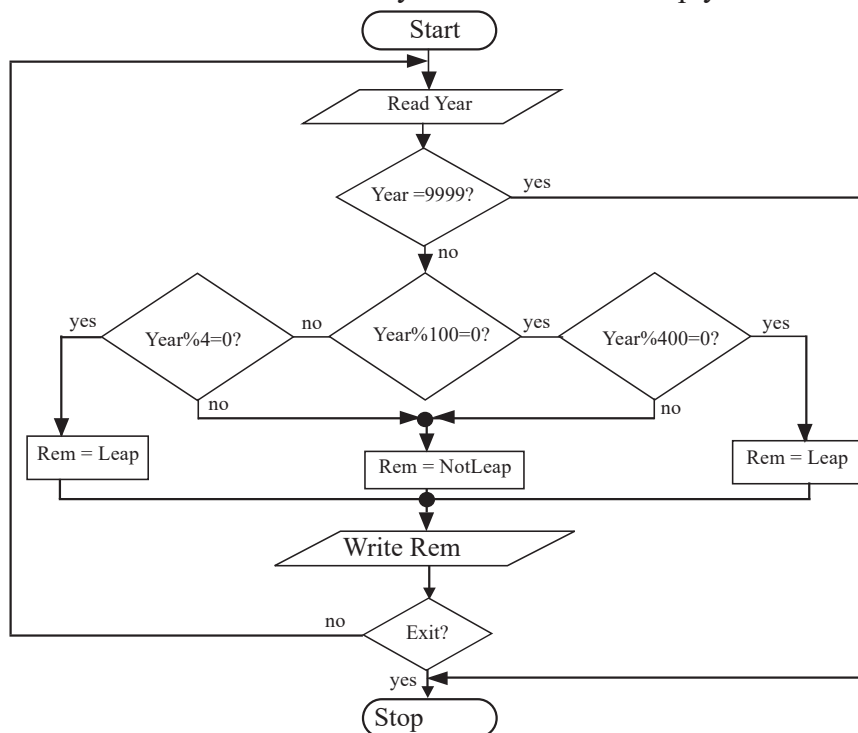 Start
Read Year
Year =9999?
yes
no
yes
Year%4=0?
no
Year%100=0?
yes
Year%400=0?
yes
no
no
Rem = Leap
Rem = NotLeap
Rem = Leap
Write Rem
no
Exit?
yes
Stop